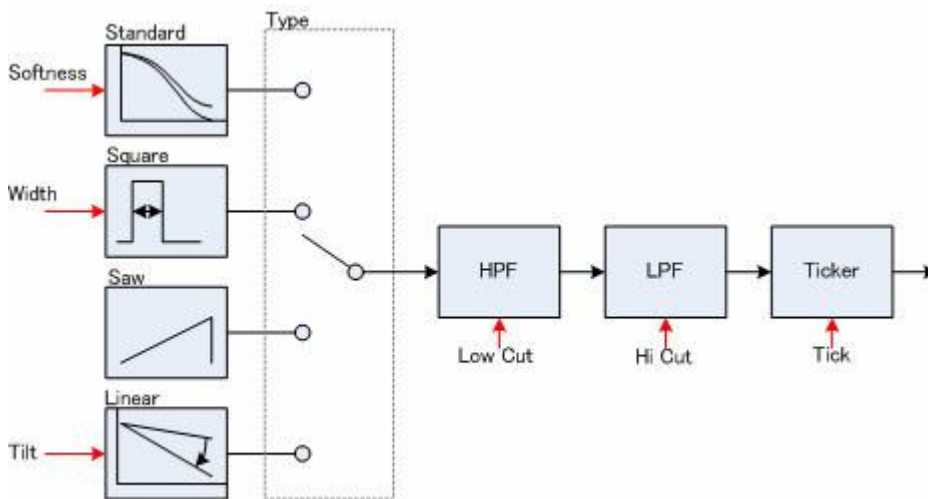 Type
Standard
Softness
Square
Width
Saw
HPF
LPF
Ticker
Low Cut
Hi Cut
Tick
Linear
Tilt